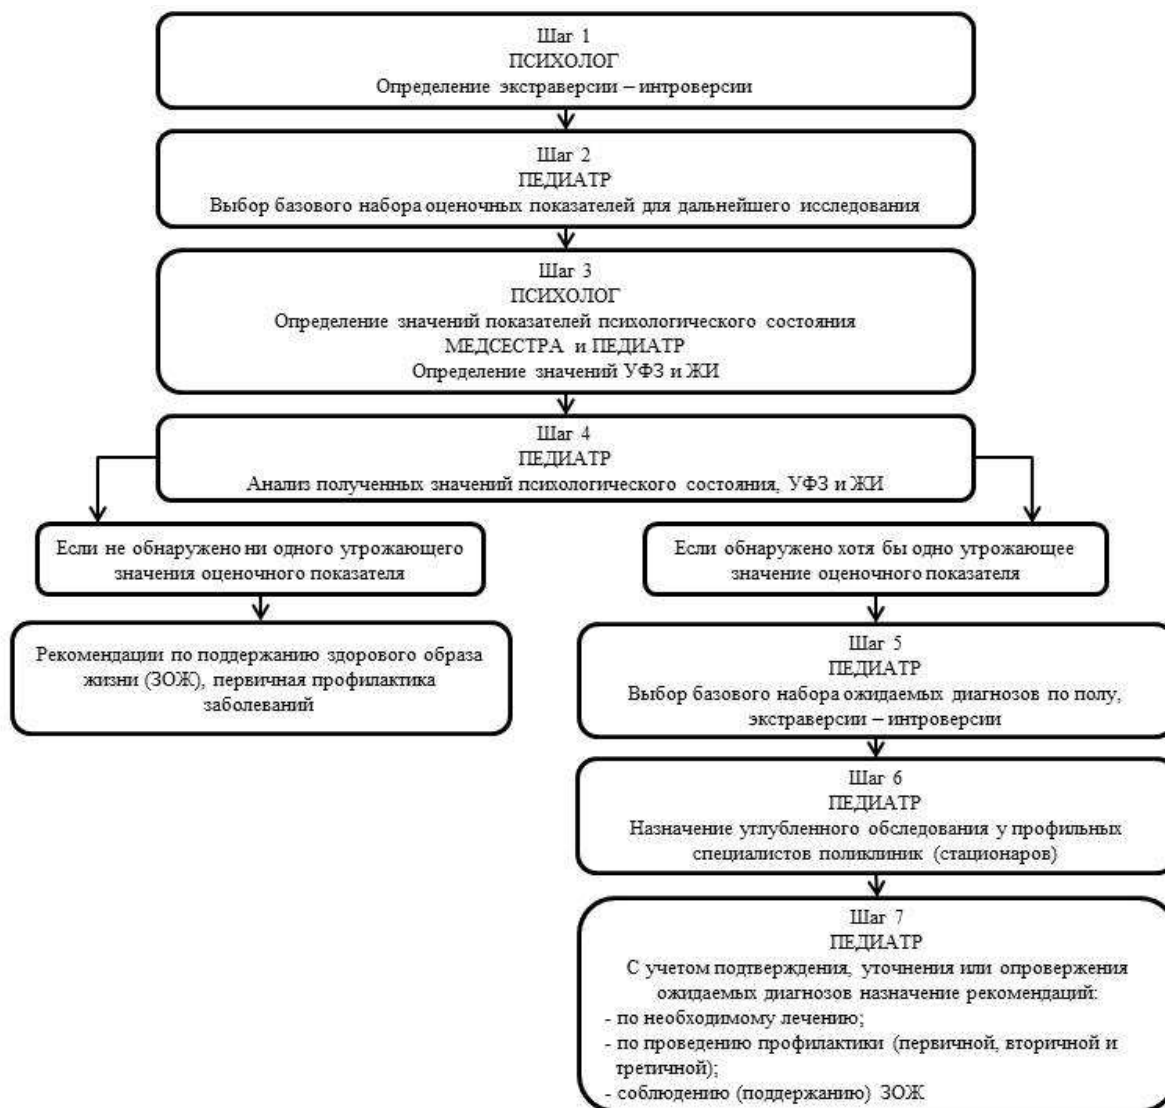 Шаг 1
ПСИХОЛОГ
Определение экстраверсии – интроверсии
Шаг 2
ПЕДИАТР
Выбор базового набора оценочных показателей для дальнейшего исследования
Шаг 3
ПСИХОЛОГ
Определение значений показателей психологического состояния
МЕДСЕСТРА и ПЕДИАТР
Определение значений УФЗ и ЖИ
Шаг 4
ПЕДИАТР
Анализ полученных значений психологического состояния, УФЗ и ЖИ
Если не обнаружено ни одного угрожающего
значения оценочного показателя
Рекомендации по поддержанию здорового образа
жизни (ЗОЖ), первичная профилактика
заболеваний
Если обнаружено хотя бы одно угрожающее
значение оценочного показателя
Шаг 5
ПЕДИАТР
Выбор базового набора ожидаемых диагнозов по полу,
экстраверсии – интроверсии
Шаг 6
ПЕДИАТР
Назначение углубленного обследования у профильных
специалистов поликлиник (стационаров)
Шаг 7
ПЕДИАТР
С учетом подтверждения, уточнения или опровержения
ожидаемых диагнозов назначение рекомендаций:
- по необходимому лечению;
- по проведению профилактики (первичной, вторичной и
третичной);
- соблюдению (поддержанию) ЗОЖ